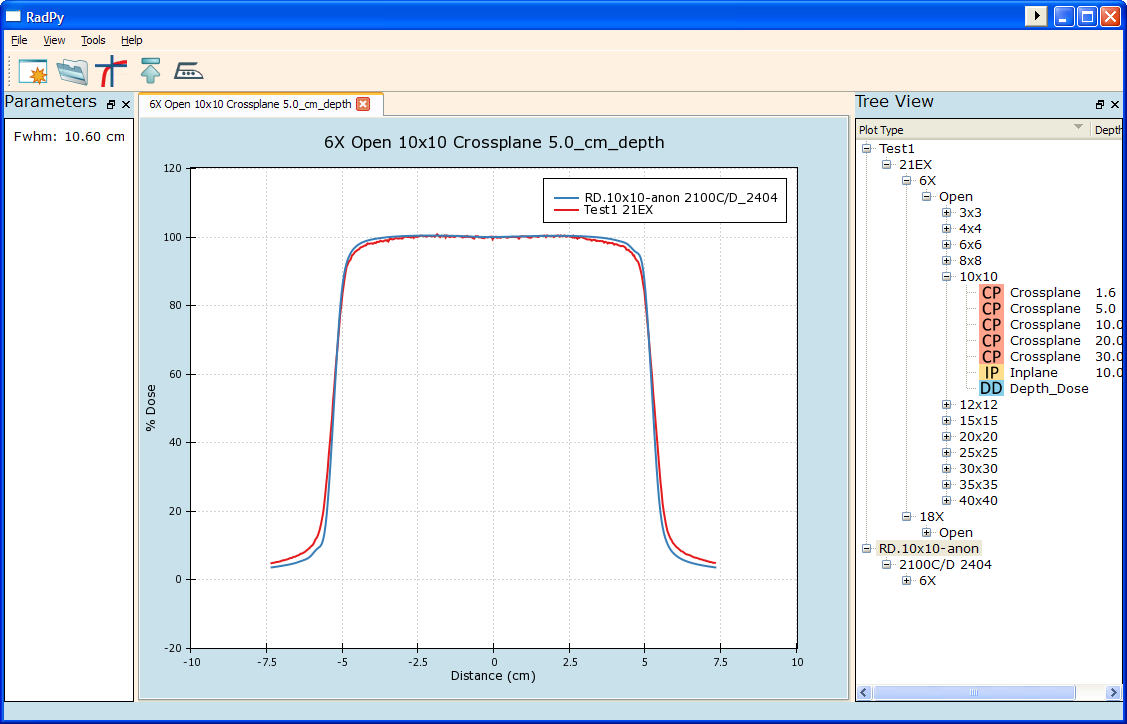 RadPy
File View Tools Help
Parameters
Fwhm: 10.60 cm
6X Open 10x10 Crossplane 5.0_cm_depth
6X Open 10x10 Crossplane 5.0_cm_depth
RD.10x10-anon 2100C/D_2404
Test1 21EX
120
100
80
60
40
20
0
-20
% Dose
-10 -7.5 -5 -2.5 0 2.5 5 7.5 10
Distance (cm)
Tree View
Plot Type Depth
Test1
21EX
6X
Open
3x3
4x4
6x6
8x8
10x10
CP Crossplane 1.6
CP Crossplane 5.0
CP Crossplane 10.0
CP Crossplane 20.0
CP Crossplane 30.0
IP Inplane 10.0
DD Depth_Dose
12x12
15x15
20x20
25x25
30x30
35x35
40x40
18X
Open
RD.10x10-anon
2100C/D 2404
6X